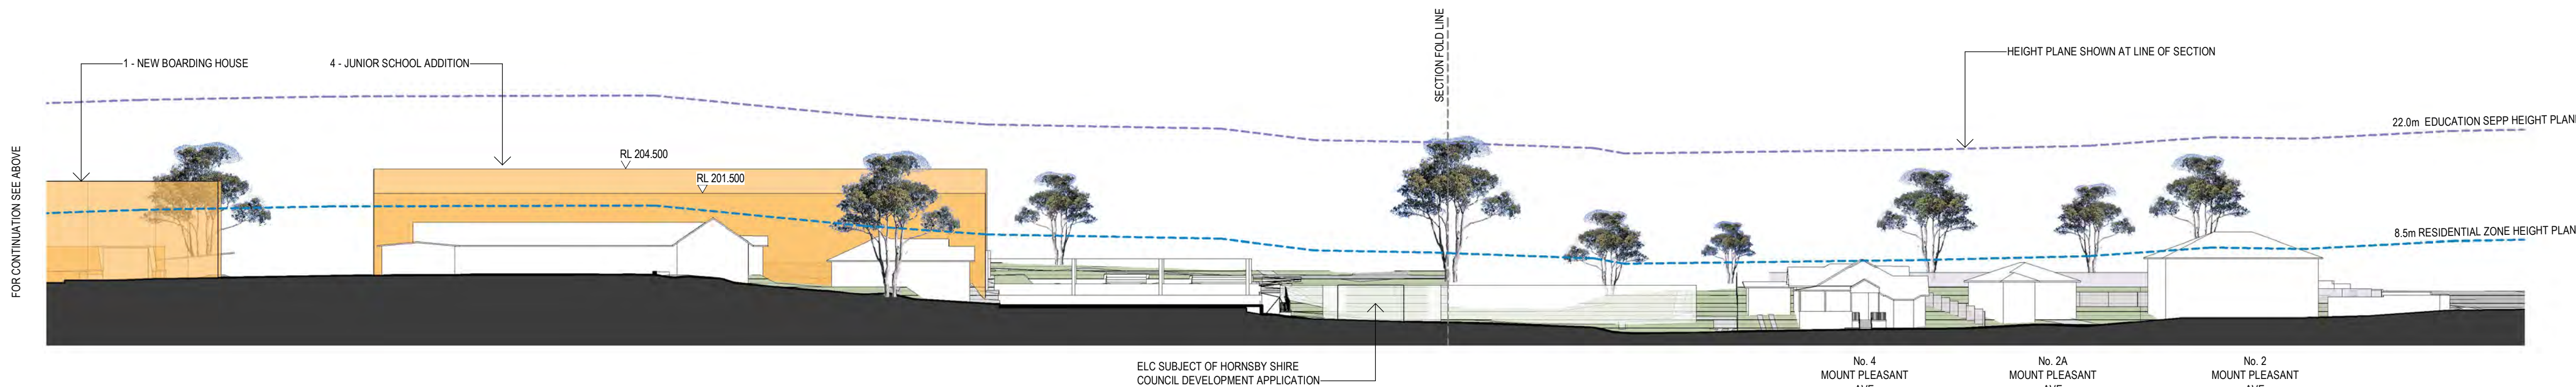 SECTION FOLD LINE
HEIGHT PLANE SHOWN AT LINE OF SECTION
1 - NEW BOARDING HOUSE
4 - JUNIOR SCHOOL ADDITION
22.0m EDUCATION SEPP HEIGHT PLAN
FOR CONTINUATION SEE ABOVE
RL 204.500
RL 201.500
8.5m RESIDENTIAL ZONE HEIGHT PLAN
ELC SUBJECT OF HORNSBY SHIRE
COUNCIL DEVELOPMENT APPLICATION
No. 4
MOUNT PLEASANT
AVE
No. 2A
MOUNT PLEASANT
AVE
No. 2
MOUNT PLEASANT
AVE